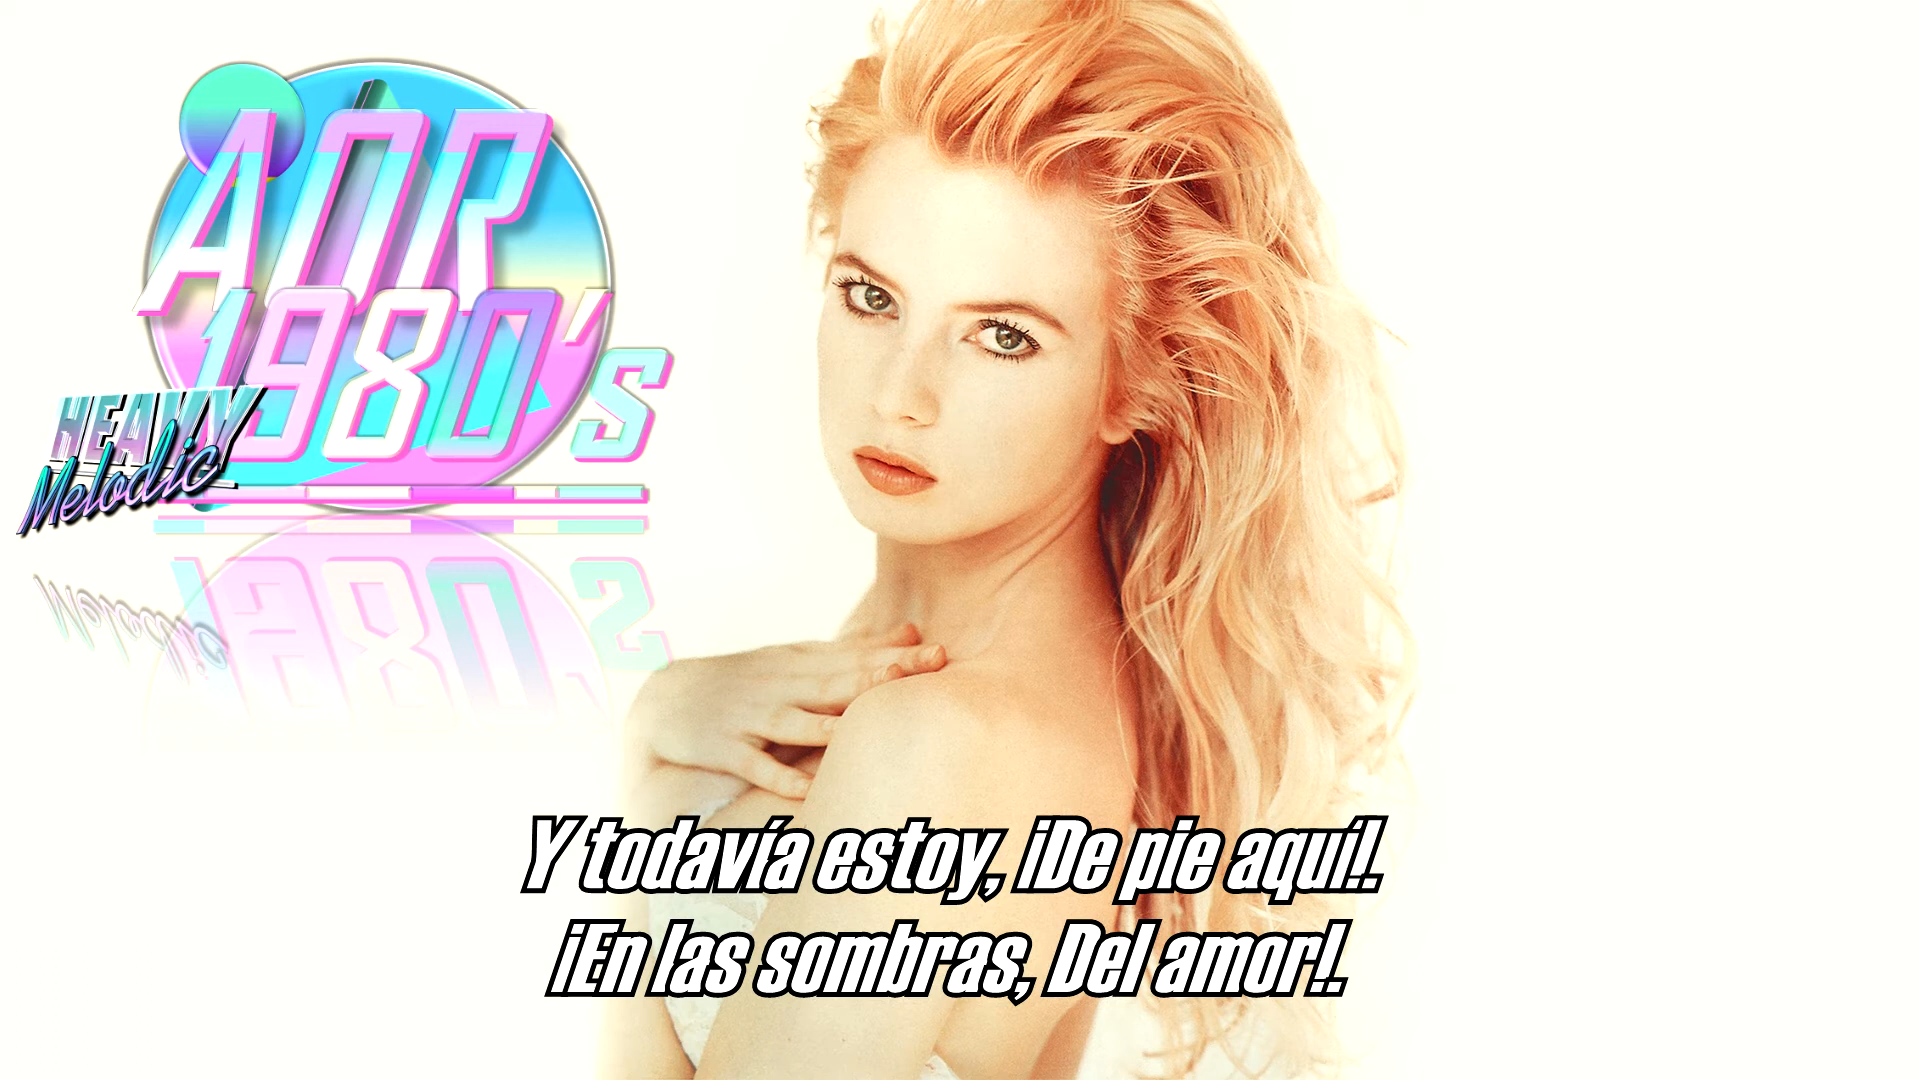 AOR
1980's
HEAVY
Melodic
Y todavía estoy, ¡De pie aquí!.
¡En las sombras, Del amor!.